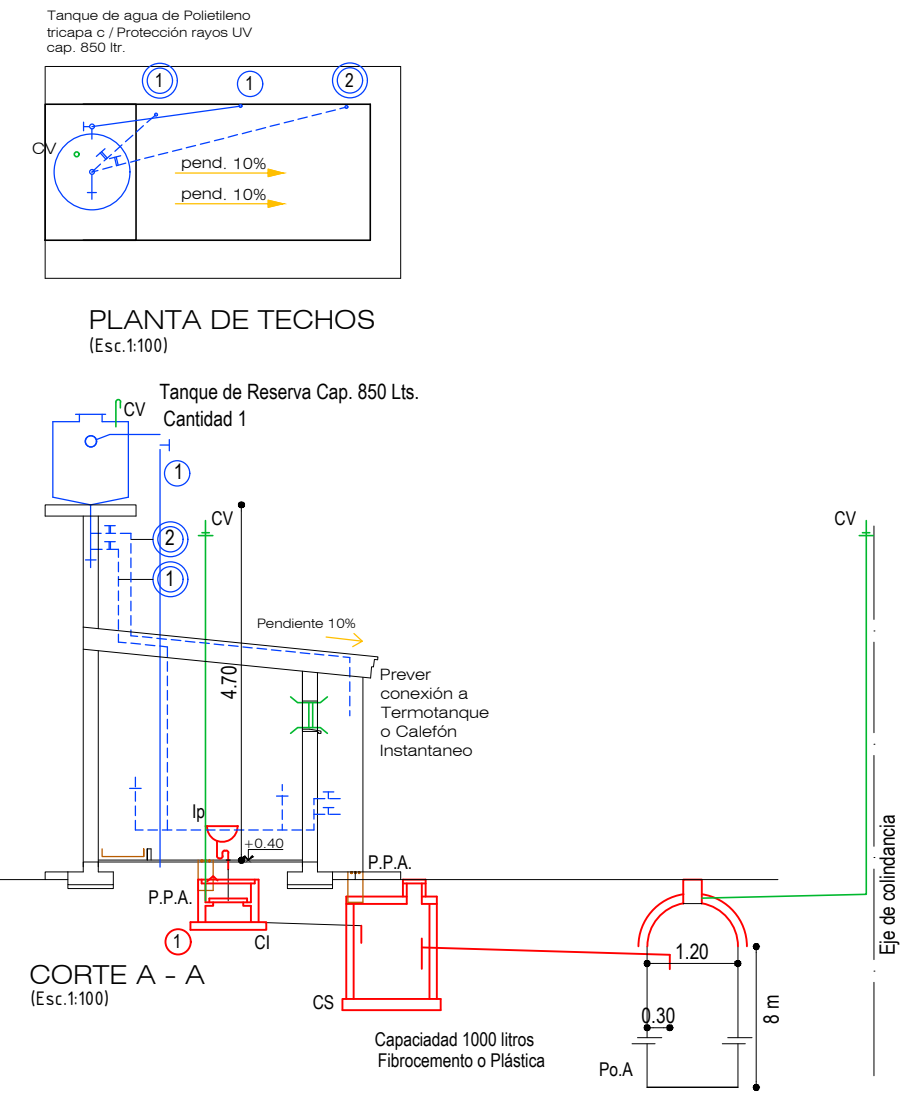 Tanque de agua de Polietileno
tricapa c / Protección rayos UV
cap. 850 ltr.
1
1
2
CV
pend. 10%
pend. 10%
PLANTA DE TECHOS
(Esc.1:100)
Tanque de Reserva Cap. 850 Lts.
Cantidad 1
CV
1
CV
CV
2
1
Pendiente 10%
4.70
Prever
conexión a
Termotanque
o Calefón
Instantaneo
Ip
+0.40
P.P.A.
P.P.A.
Eje de colindancia
1
CI
1.20
CORTE A - A
(Esc.1:100)
CS
8 m
0.30
Capaciadad 1000 litros
Fibrocemento o Plástica
Po.A